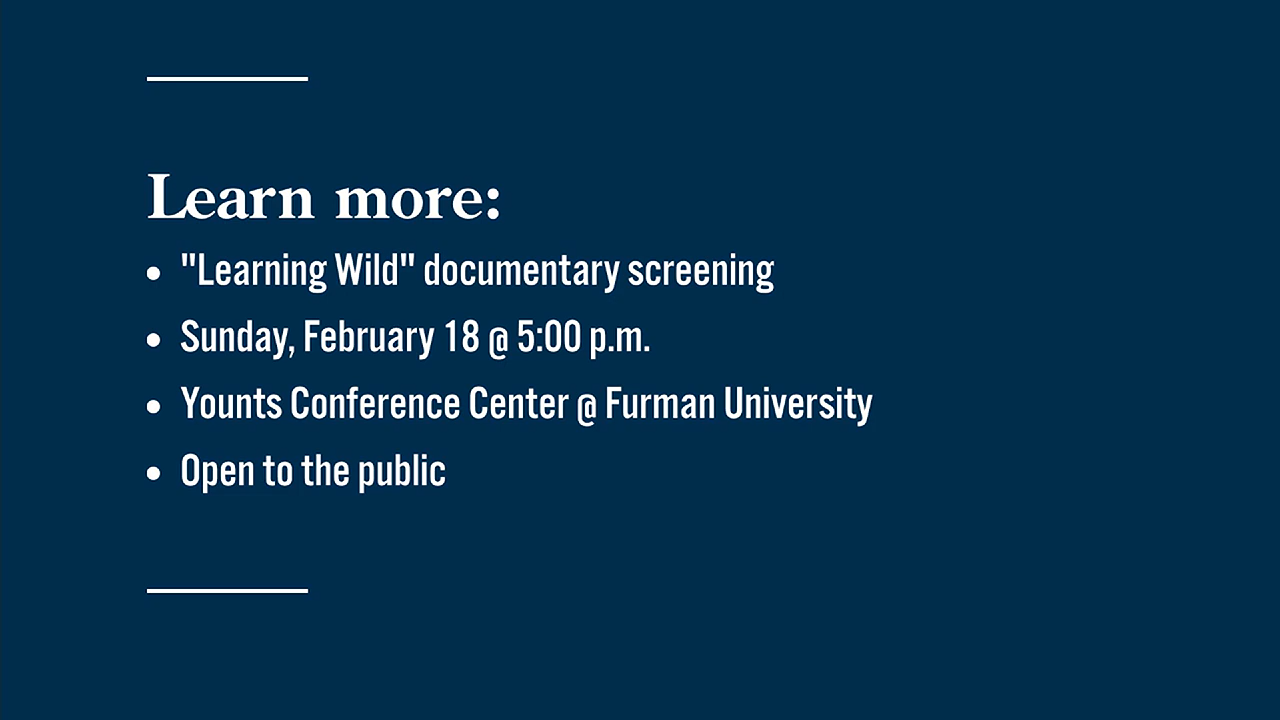 Learn more:
• "Learning Wild" documentary screening
• Sunday, February 18 @ 5:00 p.m.
• Younts Conference Center @ Furman University
• Open to the public